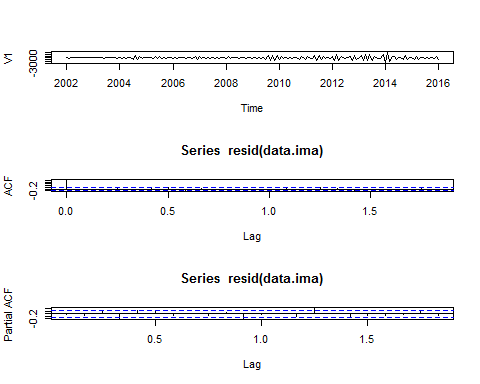 V1
-3000
2002 2004 2006 2008 2010 2012 2014 2016
Time
Series resid(data.ima)
ACF
-0.2
0.0 0.5 1.0 1.5
Lag
Series resid(data.ima)
Partial ACF
-0.2
0.5 1.0 1.5
Lag